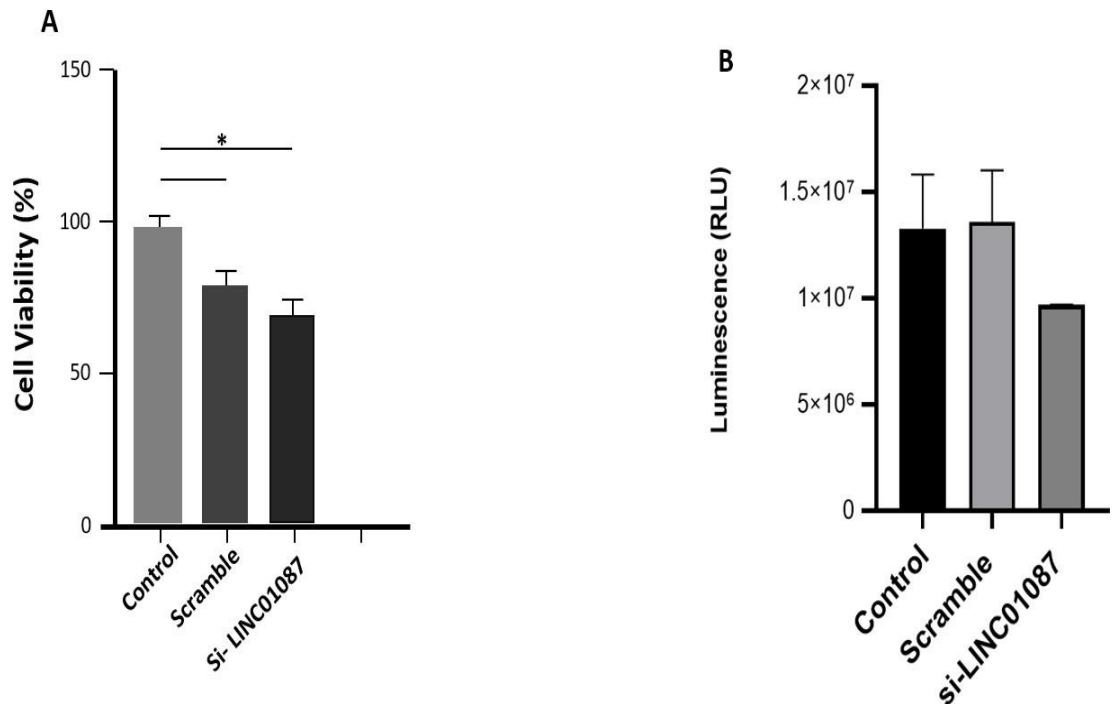 A
Cell Viability (%)
150
100
50
0
*
Control
Scramble
Si- LINC01087
B
Luminescence (RLU)
2×10⁷
1.5×10⁷
1×10⁷
5×10⁶
0
Control
Scramble
si-LINC01087